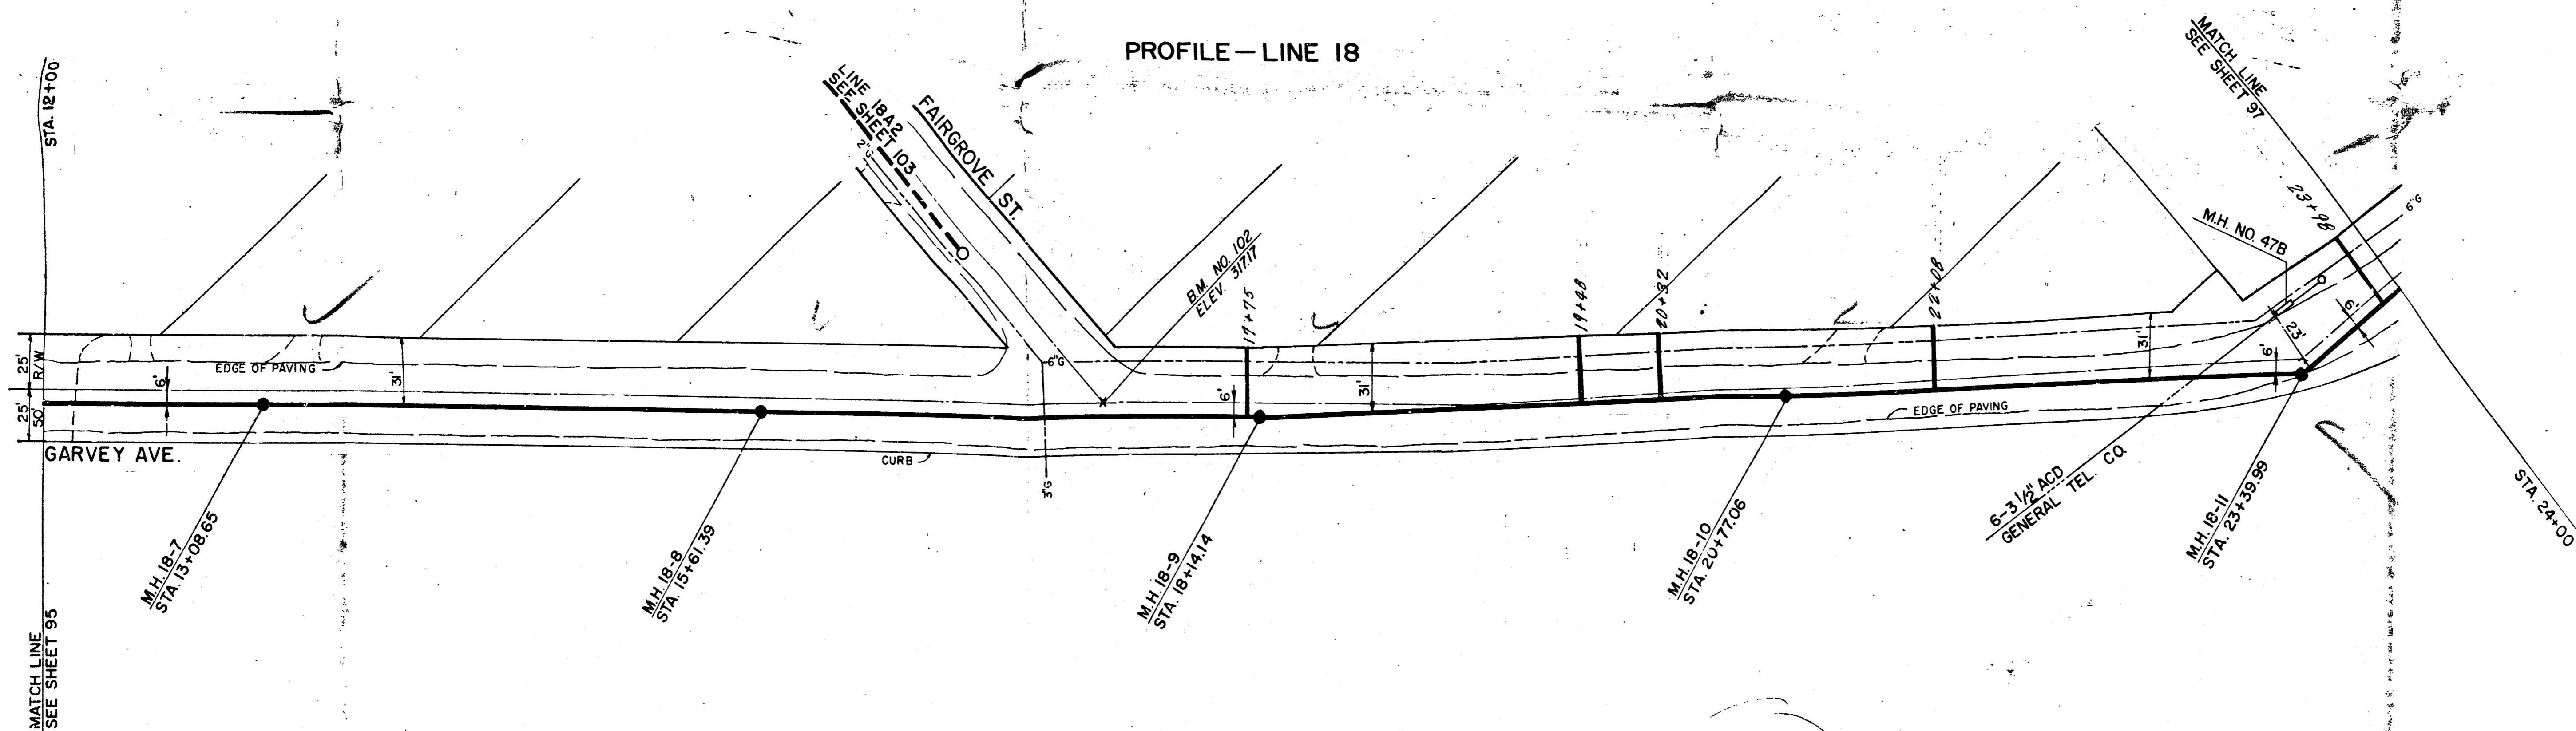 PROFILE — LINE 18
STA. 12+00
LINE 18A2
SEE SHEET 103
2"G
FAIRGROVE ST.
B.M. NO. 102
ELEV. 317.17
MATCH LINE
SEE SHEET 97
23+98
M.H. NO. 47B
6"G
17+75
19+48
20+32
22+08
25'
R/W
25'
50'
6'
EDGE OF PAVING
31'
6"G
6'
31'
31'
6'
23'
6'
EDGE OF PAVING
GARVEY AVE.
CURB
3"G
M.H. 18-7
STA. 13+08.65
M.H. 18-8
STA. 15+61.39
M.H. 18-9
STA. 18+14.14
M.H. 18-10
STA. 20+77.06
6-3 1/2" ACD
GENERAL TEL. CO.
M.H. 18-11
STA. 23+39.99
STA. 24+00
MATCH LINE
SEE SHEET 95